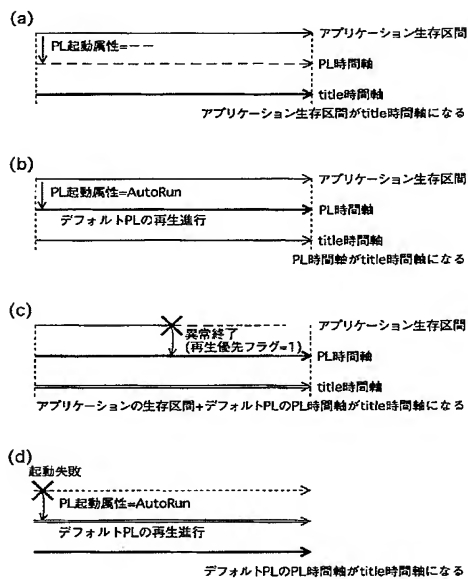 (a)
アプリケーション生存区間
PL起動属性=——
PL時間軸
title時間軸
アプリケーション生存区間がtitle時間軸になる
(b)
アプリケーション生存区間
PL起動属性=AutoRun
PL時間軸
デフォルトPLの再生進行
title時間軸
PL時間軸がtitle時間軸になる
(c)
アプリケーション生存区間
異常終了
(再生優先フラグ=1)
PL時間軸
title時間軸
アプリケーションの生存区間+デフォルトPLのPL時間軸がtitle時間軸になる
(d)
起動失敗
PL起動属性=AutoRun
デフォルトPLの再生進行
デフォルトPLのPL時間軸がtitle時間軸になる